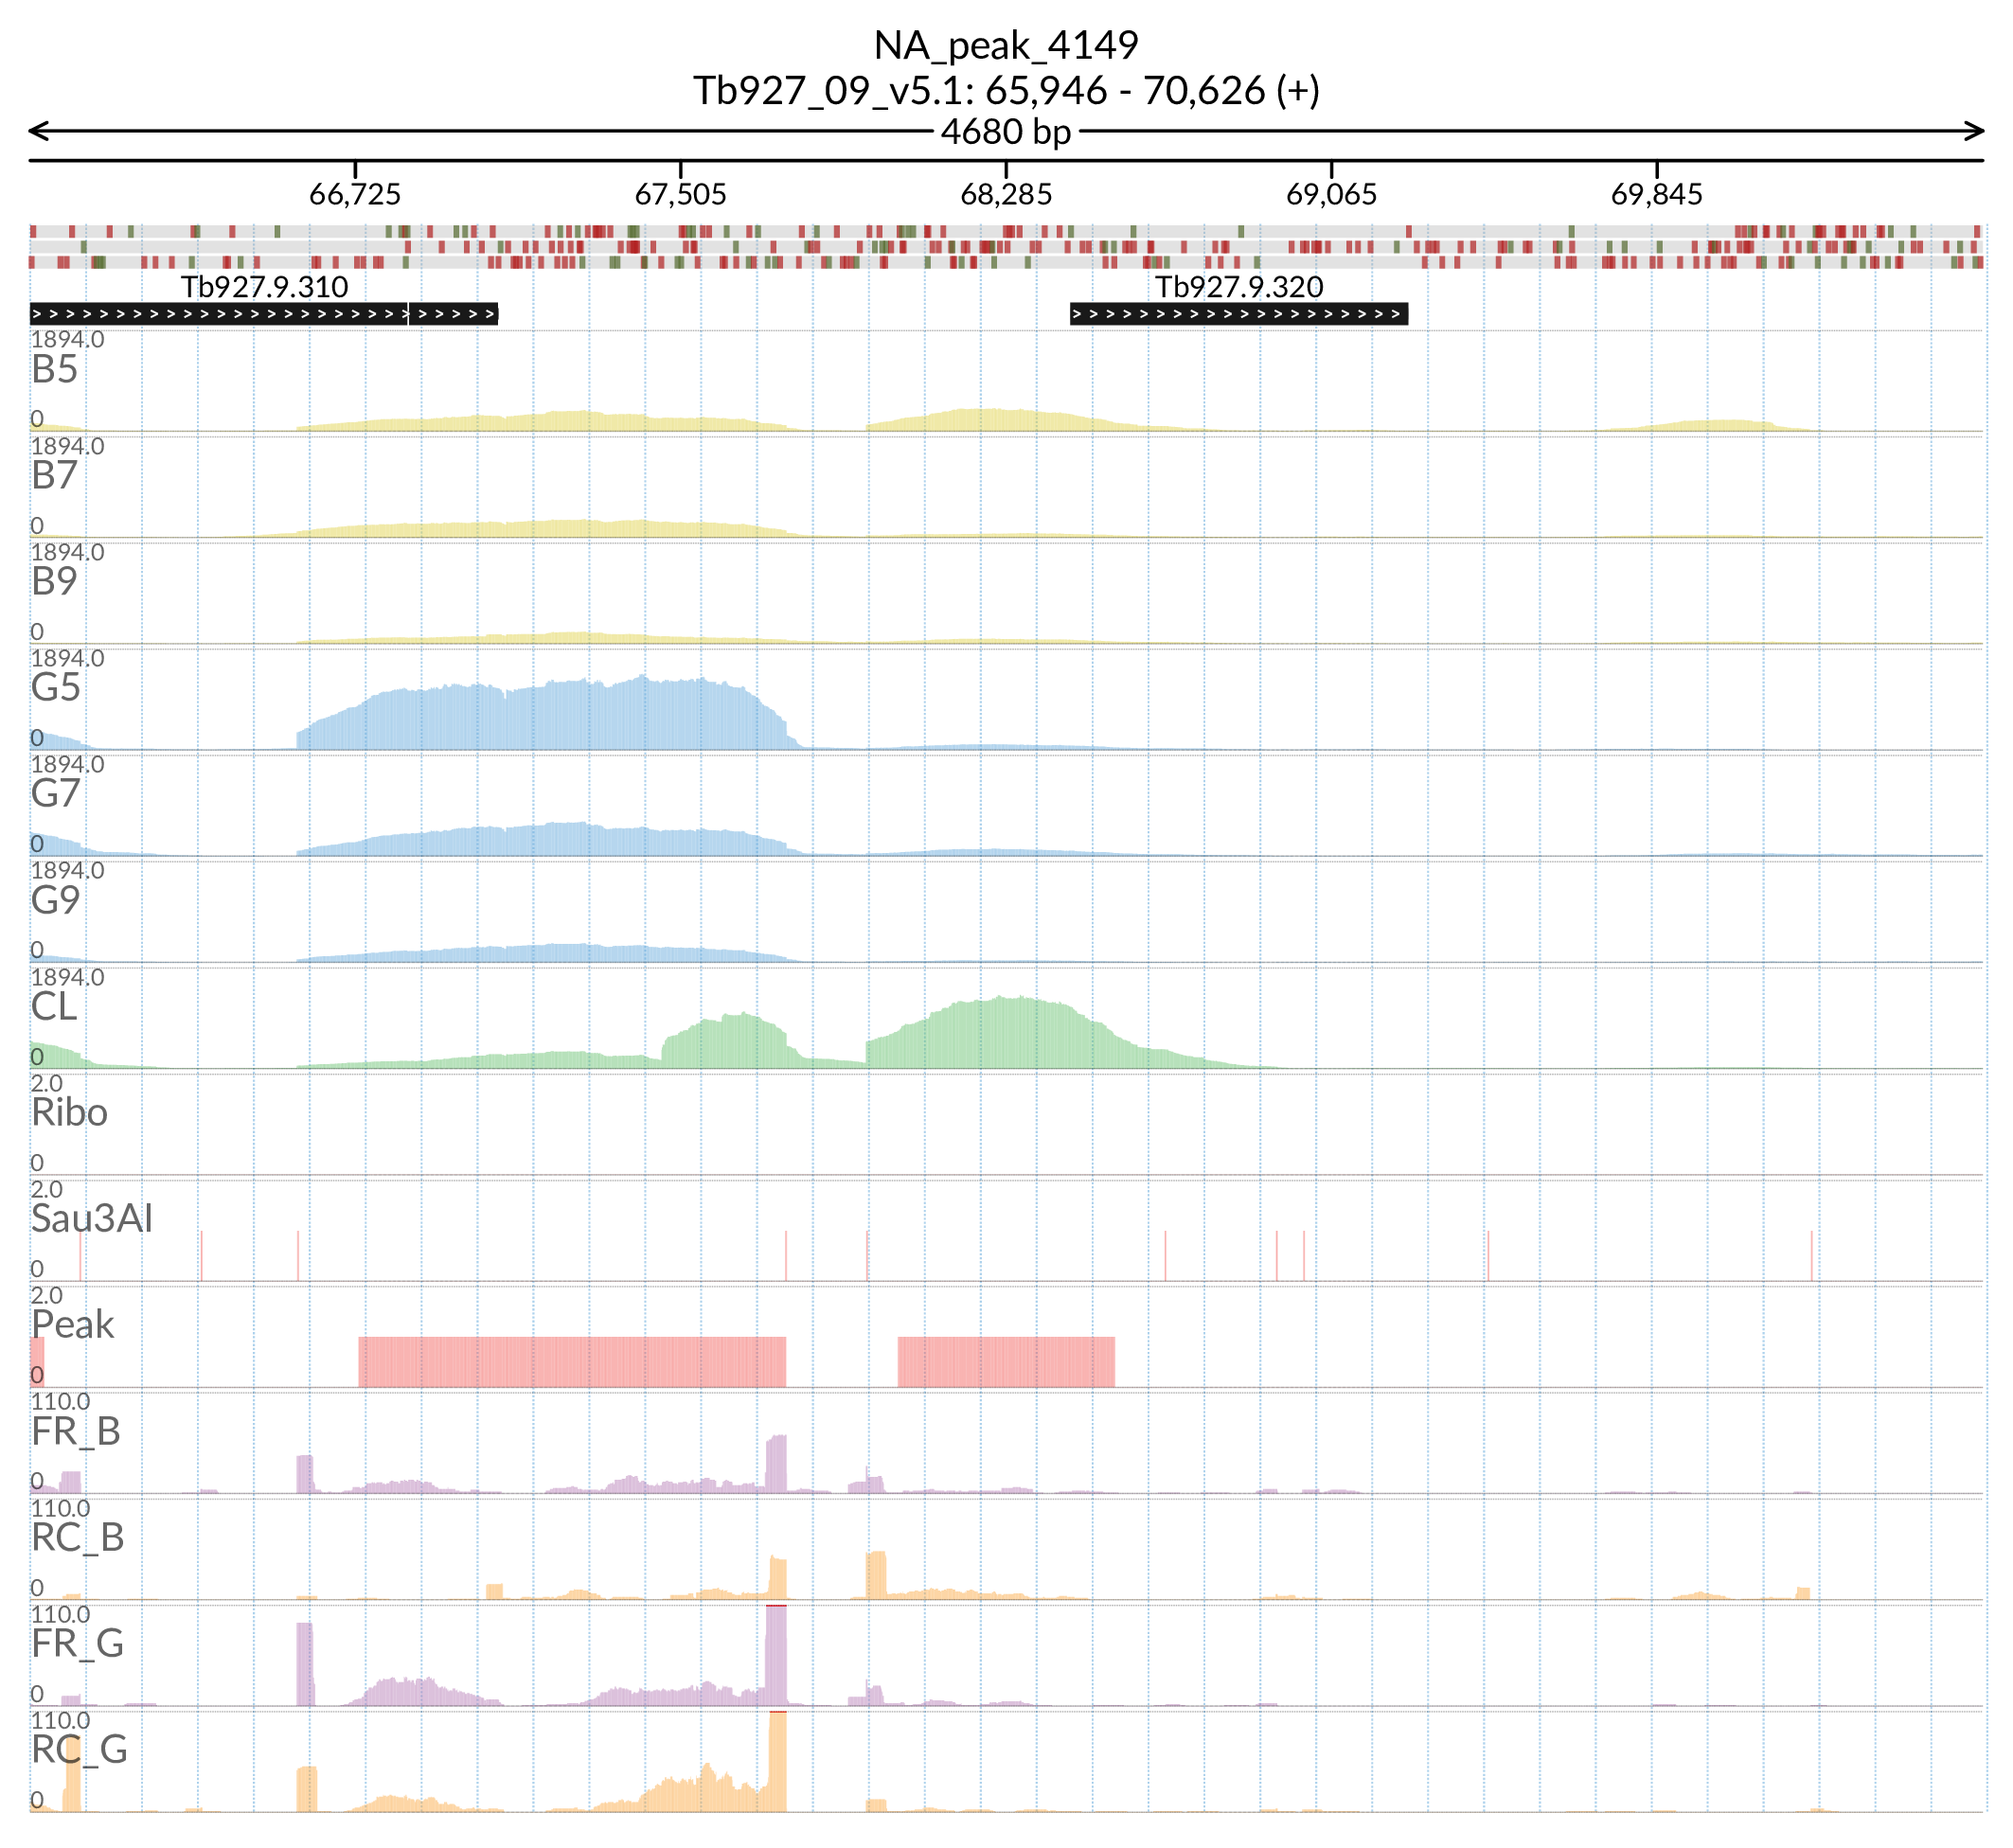 NA_peak_4149
Tb927_09_v5.1: 65,946 - 70,626 (+)
4680 bp
66,725 67,505 68,285 69,065 69,845
Tb927.9.310 Tb927.9.320
1894.0
B5
0
1894.0
B7
0
1894.0
B9
0
1894.0
G5
0
1894.0
G7
0
1894.0
G9
0
1894.0
CL
0
2.0
Ribo
0
2.0
Sau3AI
0
2.0
Peak
0
110.0
FR_B
0
110.0
RC_B
0
110.0
FR_G
0
110.0
RC_G
0